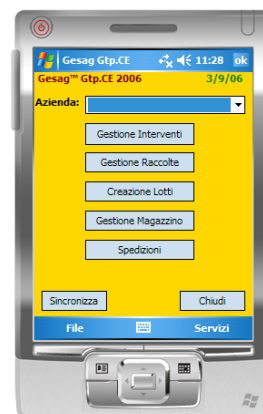 Gesag Gtp.CE 11:28 ok
Gesag™ Gtp.CE 2006 3/9/06
Azienda:
Gestione Interventi
Gestione Raccolte
Creazione Lotti
Gestione Magazzino
Spedizioni
Sincronizza Chiudi
File Servizi